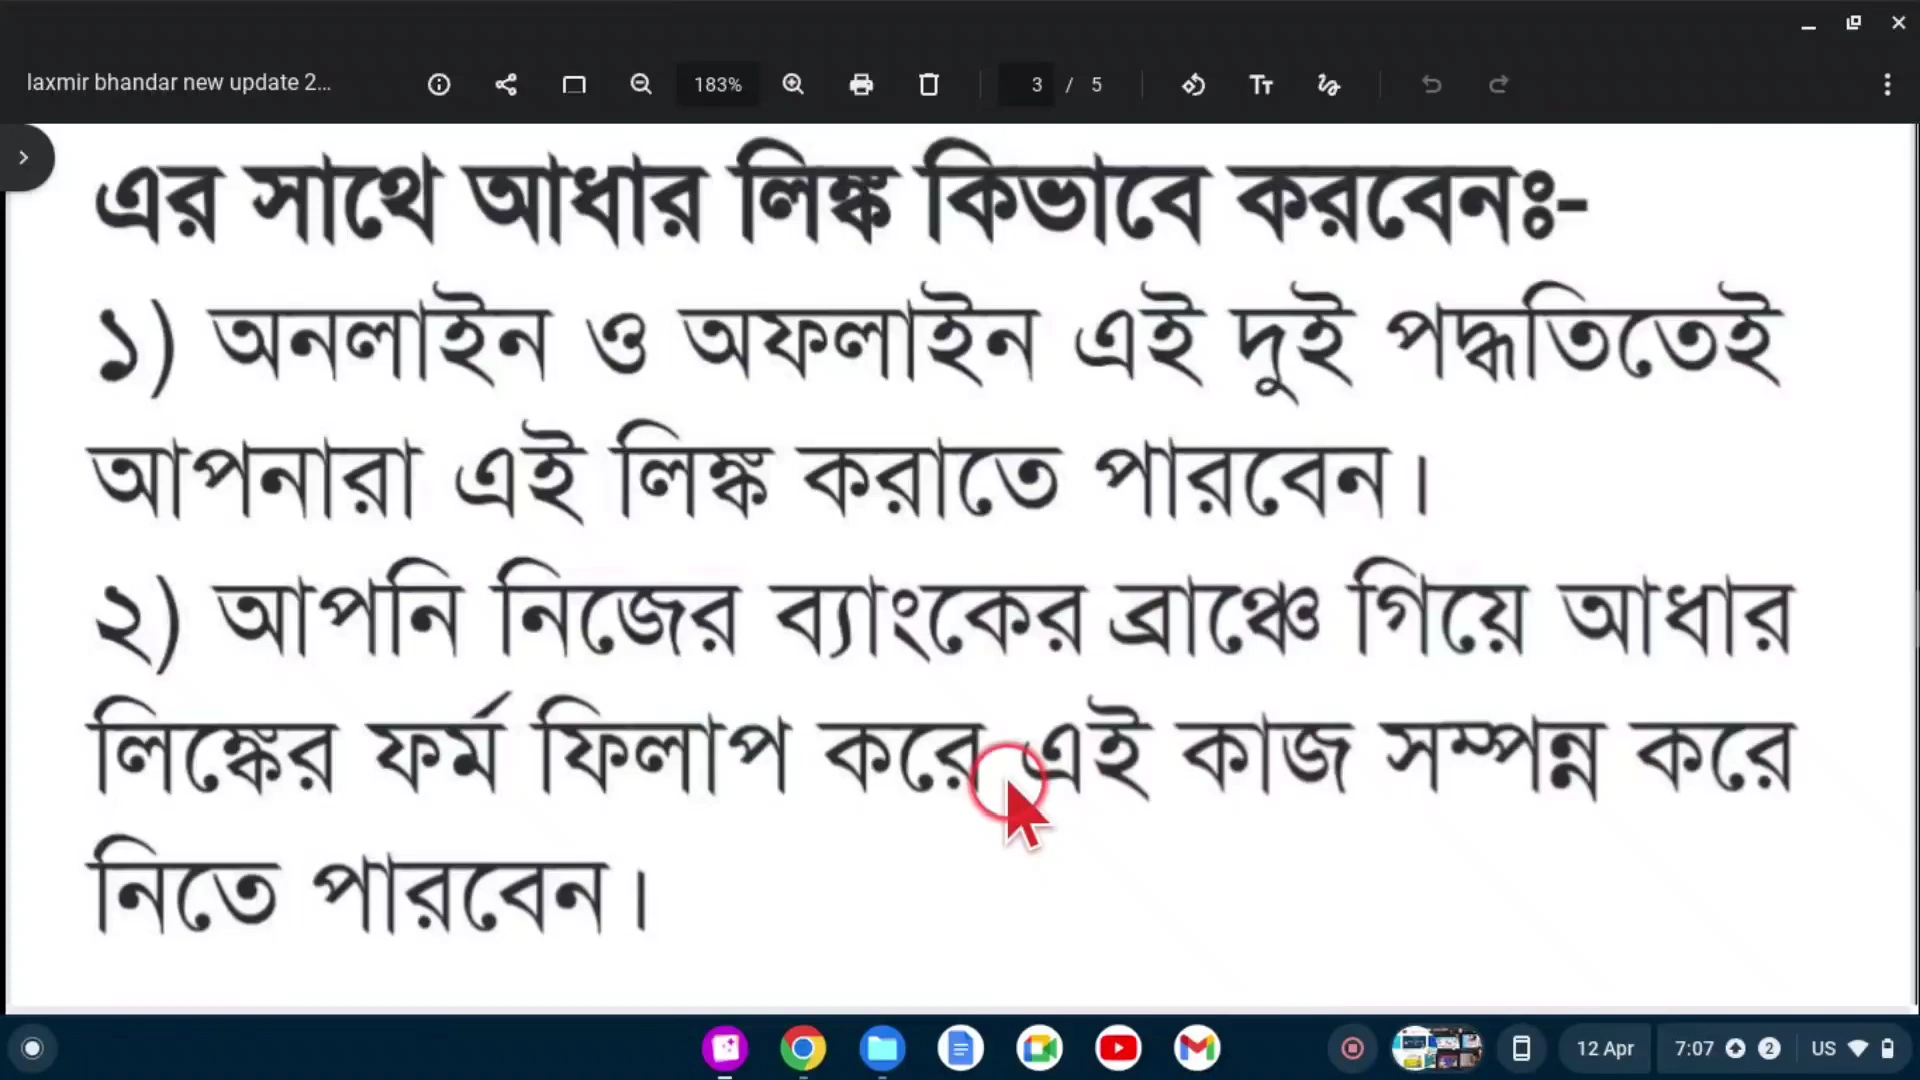 laxmir bhandar new update 2...
183%
3 / 5
এর সাথে আধার লিঙ্ক কিভাবে করবেনঃ-
১) অনলাইন ও অফলাইন এই দুই পদ্ধতিতেই
আপনারা এই লিঙ্ক করাতে পারবেন।
২) আপনি নিজের ব্যাংকের ব্রাঞ্চে গিয়ে আধার
লিঙ্কের ফর্ম ফিলাপ করে এই কাজ সম্পন্ন করে
নিতে পারবেন।
12 Apr
7:07
2
US